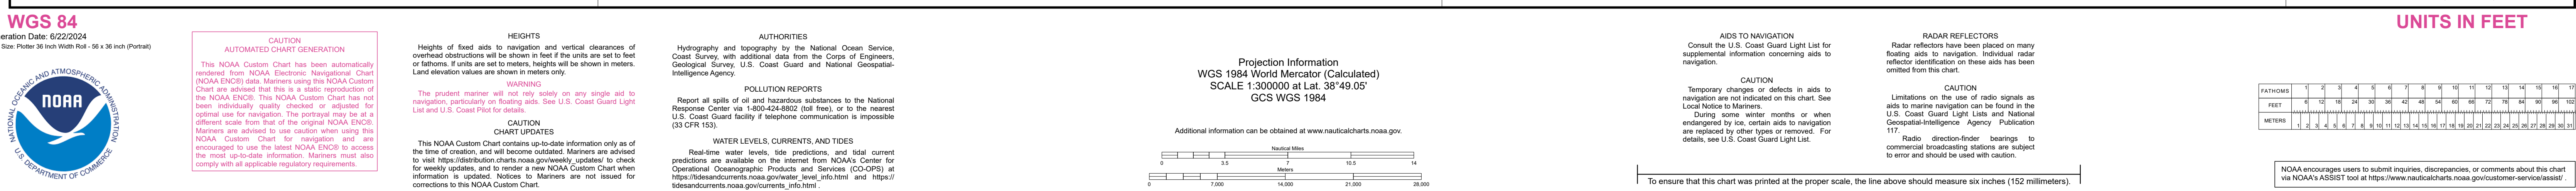 WGS 84
eration Date: 6/22/2024
Size: Plotter 36 Inch Width Roll - 56 x 36 inch (Portrait)
NATIONAL OCEANIC AND ATMOSPHERIC ADMINISTRATION
NOAA
U.S. DEPARTMENT OF COMMERCE
CAUTION
AUTOMATED CHART GENERATION
This NOAA Custom Chart has been automatically
rendered from NOAA Electronic Navigational Chart
(NOAA ENC®) data. Mariners using this NOAA Custom
Chart are advised that this is a static reproduction of
the NOAA ENC®. This NOAA Custom Chart has not
been individually quality checked or adjusted for
optimal use for navigation. The portrayal may be at a
different scale from that of the original NOAA ENC®.
Mariners are advised to use caution when using this
NOAA Custom Chart for navigation and are
encouraged to use the latest NOAA ENC® to access
the most up-to-date information. Mariners must also
comply with all applicable regulatory requirements.
HEIGHTS
Heights of fixed aids to navigation and vertical clearances of
overhead obstructions will be shown in feet if the units are set to feet
or fathoms. If units are set to meters, heights will be shown in meters.
Land elevation values are shown in meters only.
WARNING
The prudent mariner will not rely solely on any single aid to
navigation, particularly on floating aids. See U.S. Coast Guard Light
List and U.S. Coast Pilot for details.
CAUTION
CHART UPDATES
This NOAA Custom Chart contains up-to-date information only as of
the time of creation, and will become outdated. Mariners are advised
to visit https://distribution.charts.noaa.gov/weekly_updates/ to check
for weekly updates, and to render a new NOAA Custom Chart when
information is updated. Notices to Mariners are not issued for
corrections to this NOAA Custom Chart.
AUTHORITIES
Hydrography and topography by the National Ocean Service,
Coast Survey, with additional data from the Corps of Engineers,
Geological Survey, U.S. Coast Guard and National Geospatial-
Intelligence Agency.
POLLUTION REPORTS
Report all spills of oil and hazardous substances to the National
Response Center via 1-800-424-8802 (toll free), or to the nearest
U.S. Coast Guard facility if telephone communication is impossible
(33 CFR 153).
WATER LEVELS, CURRENTS, AND TIDES
Real-time water levels, tide predictions, and tidal current
predictions are available on the internet from NOAA's Center for
Operational Oceanographic Products and Services (CO-OPS) at
https://tidesandcurrents.noaa.gov/water_level_info.html and https://
tidesandcurrents.noaa.gov/currents_info.html .
Projection Information
WGS 1984 World Mercator (Calculated)
SCALE 1:300000 at Lat. 38°49.05'
GCS WGS 1984
Additional information can be obtained at www.nauticalcharts.noaa.gov.
Nautical Miles
0 3.5 7 10.5 14
Meters
0 7,000 14,000 21,000 28,000
AIDS TO NAVIGATION
Consult the U.S. Coast Guard Light List for
supplemental information concerning aids to
navigation.
CAUTION
Temporary changes or defects in aids to
navigation are not indicated on this chart. See
Local Notice to Mariners.
During some winter months or when
endangered by ice, certain aids to navigation
are replaced by other types or removed. For
details, see U.S. Coast Guard Light List.
RADAR REFLECTORS
Radar reflectors have been placed on many
floating aids to navigation. Individual radar
reflector identification on these aids has been
omitted from this chart.
CAUTION
Limitations on the use of radio signals as
aids to marine navigation can be found in the
U.S. Coast Guard Light Lists and National
Geospatial-Intelligence Agency Publication
117.
Radio direction-finder bearings to
commercial broadcasting stations are subject
to error and should be used with caution.
To ensure that this chart was printed at the proper scale, the line above should measure six inches (152 millimeters).
UNITS IN FEET
FATHOMS 1 2 3 4 5 6 7 8 9 10 11 12 13 14 15 16 17
FEET 6 12 18 24 30 36 42 48 54 60 66 72 78 84 90 96 102
METERS 1 2 3 4 5 6 7 8 9 10 11 12 13 14 15 16 17 18 19 20 21 22 23 24 25 26 27 28 29 30 31
NOAA encourages users to submit inquiries, discrepancies, or comments about this chart
via NOAA's ASSIST tool at https://www.nauticalcharts.noaa.gov/customer-service/assist/ .